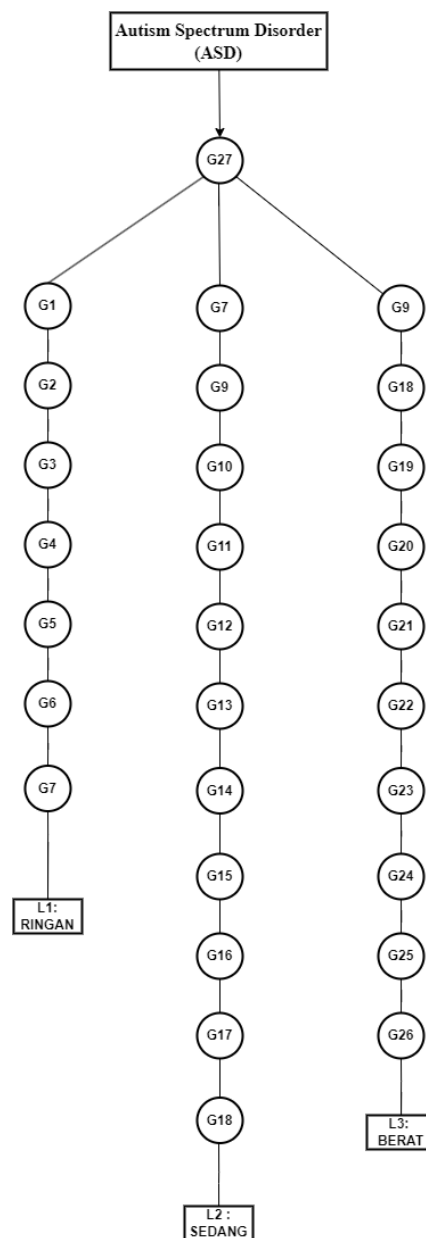 Autism Spectrum Disorder
(ASD)
G27
G1
G2
G3
G4
G5
G6
G7
L1:
RINGAN
G7
G9
G10
G11
G12
G13
G14
G15
G16
G17
G18
L2 :
SEDANG
G9
G18
G19
G20
G21
G22
G23
G24
G25
G26
L3:
BERAT